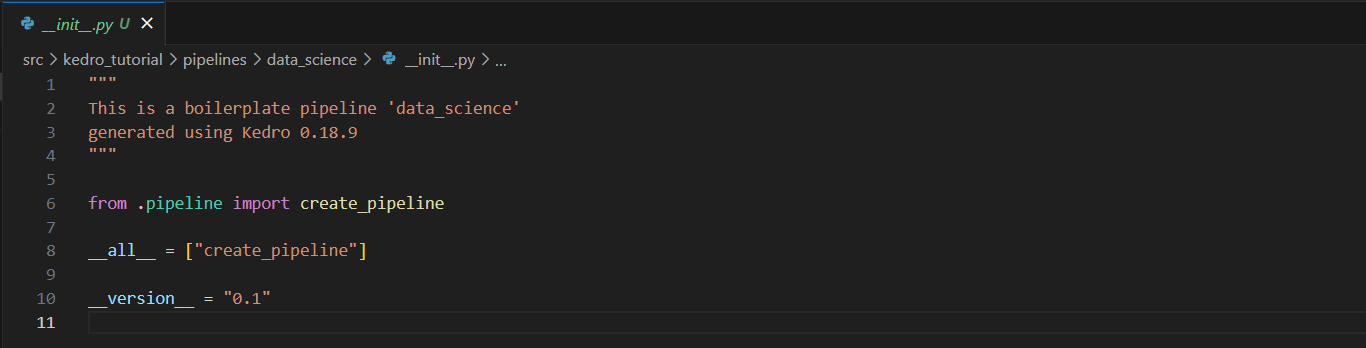 __init__.py U
src > kedro_tutorial > pipelines > data_science > __init__.py > ...
1 """
2 This is a boilerplate pipeline 'data_science'
3 generated using Kedro 0.18.9
4 """
5
6 from .pipeline import create_pipeline
7
8 __all__ = ["create_pipeline"]
9
10 __version__ = "0.1"
11